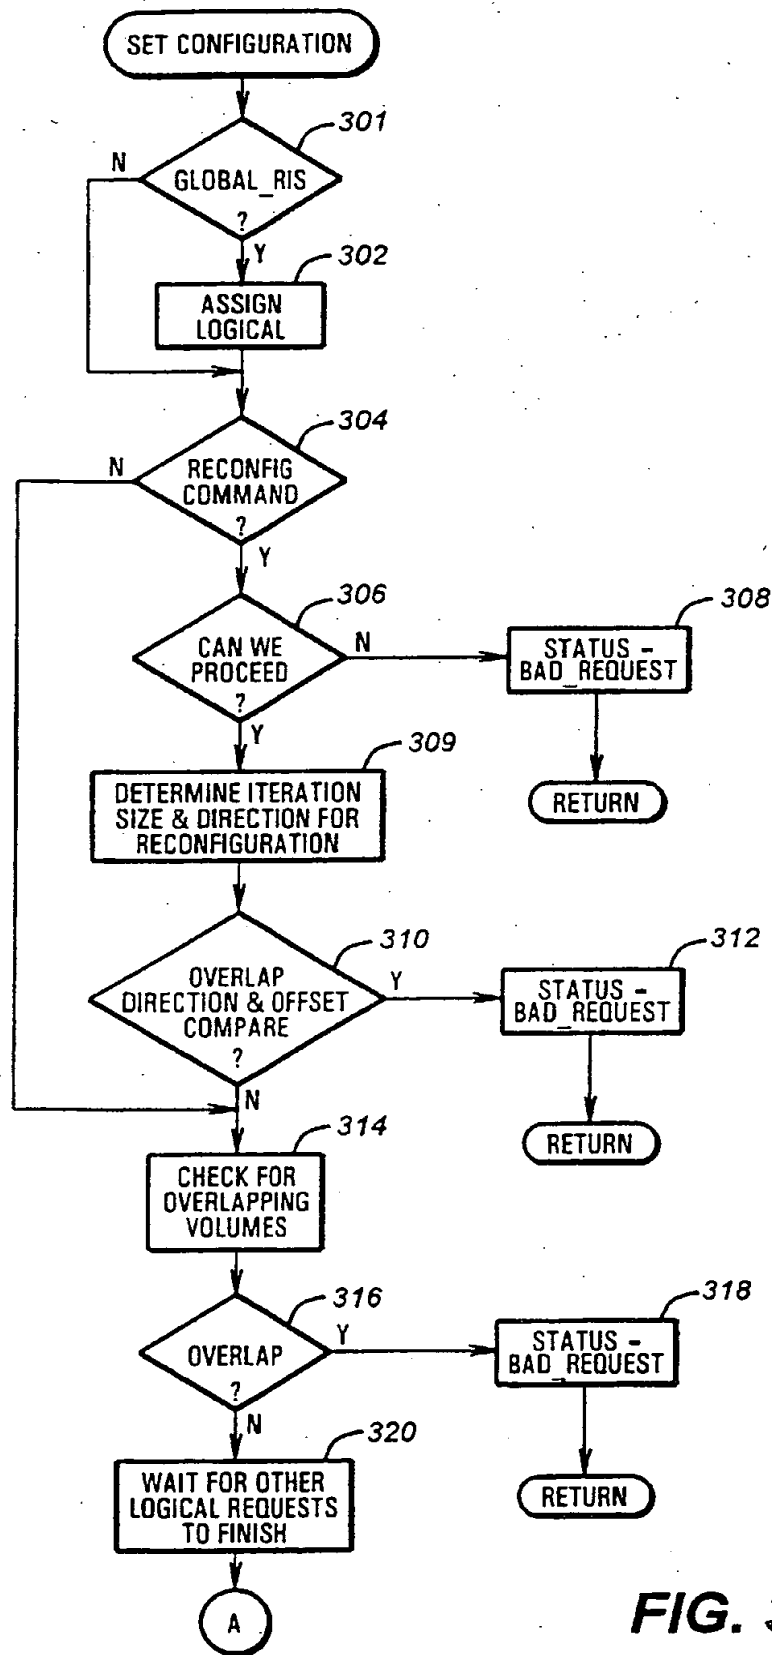 SET CONFIGURATION
301
N
GLOBAL_RIS
?
Y
302
ASSIGN
LOGICAL
304
N
RECONFIG
COMMAND
?
Y
306
CAN WE
PROCEED
?
N
308
STATUS -
BAD_REQUEST
Y
RETURN
309
DETERMINE ITERATION
SIZE & DIRECTION FOR
RECONFIGURATION
310
OVERLAP
DIRECTION & OFFSET
COMPARE
?
Y
312
STATUS -
BAD_REQUEST
N
RETURN
314
CHECK FOR
OVERLAPPING
VOLUMES
316
OVERLAP
?
Y
318
STATUS -
BAD_REQUEST
N
RETURN
320
WAIT FOR OTHER
LOGICAL REQUESTS
TO FINISH
A
FIG.